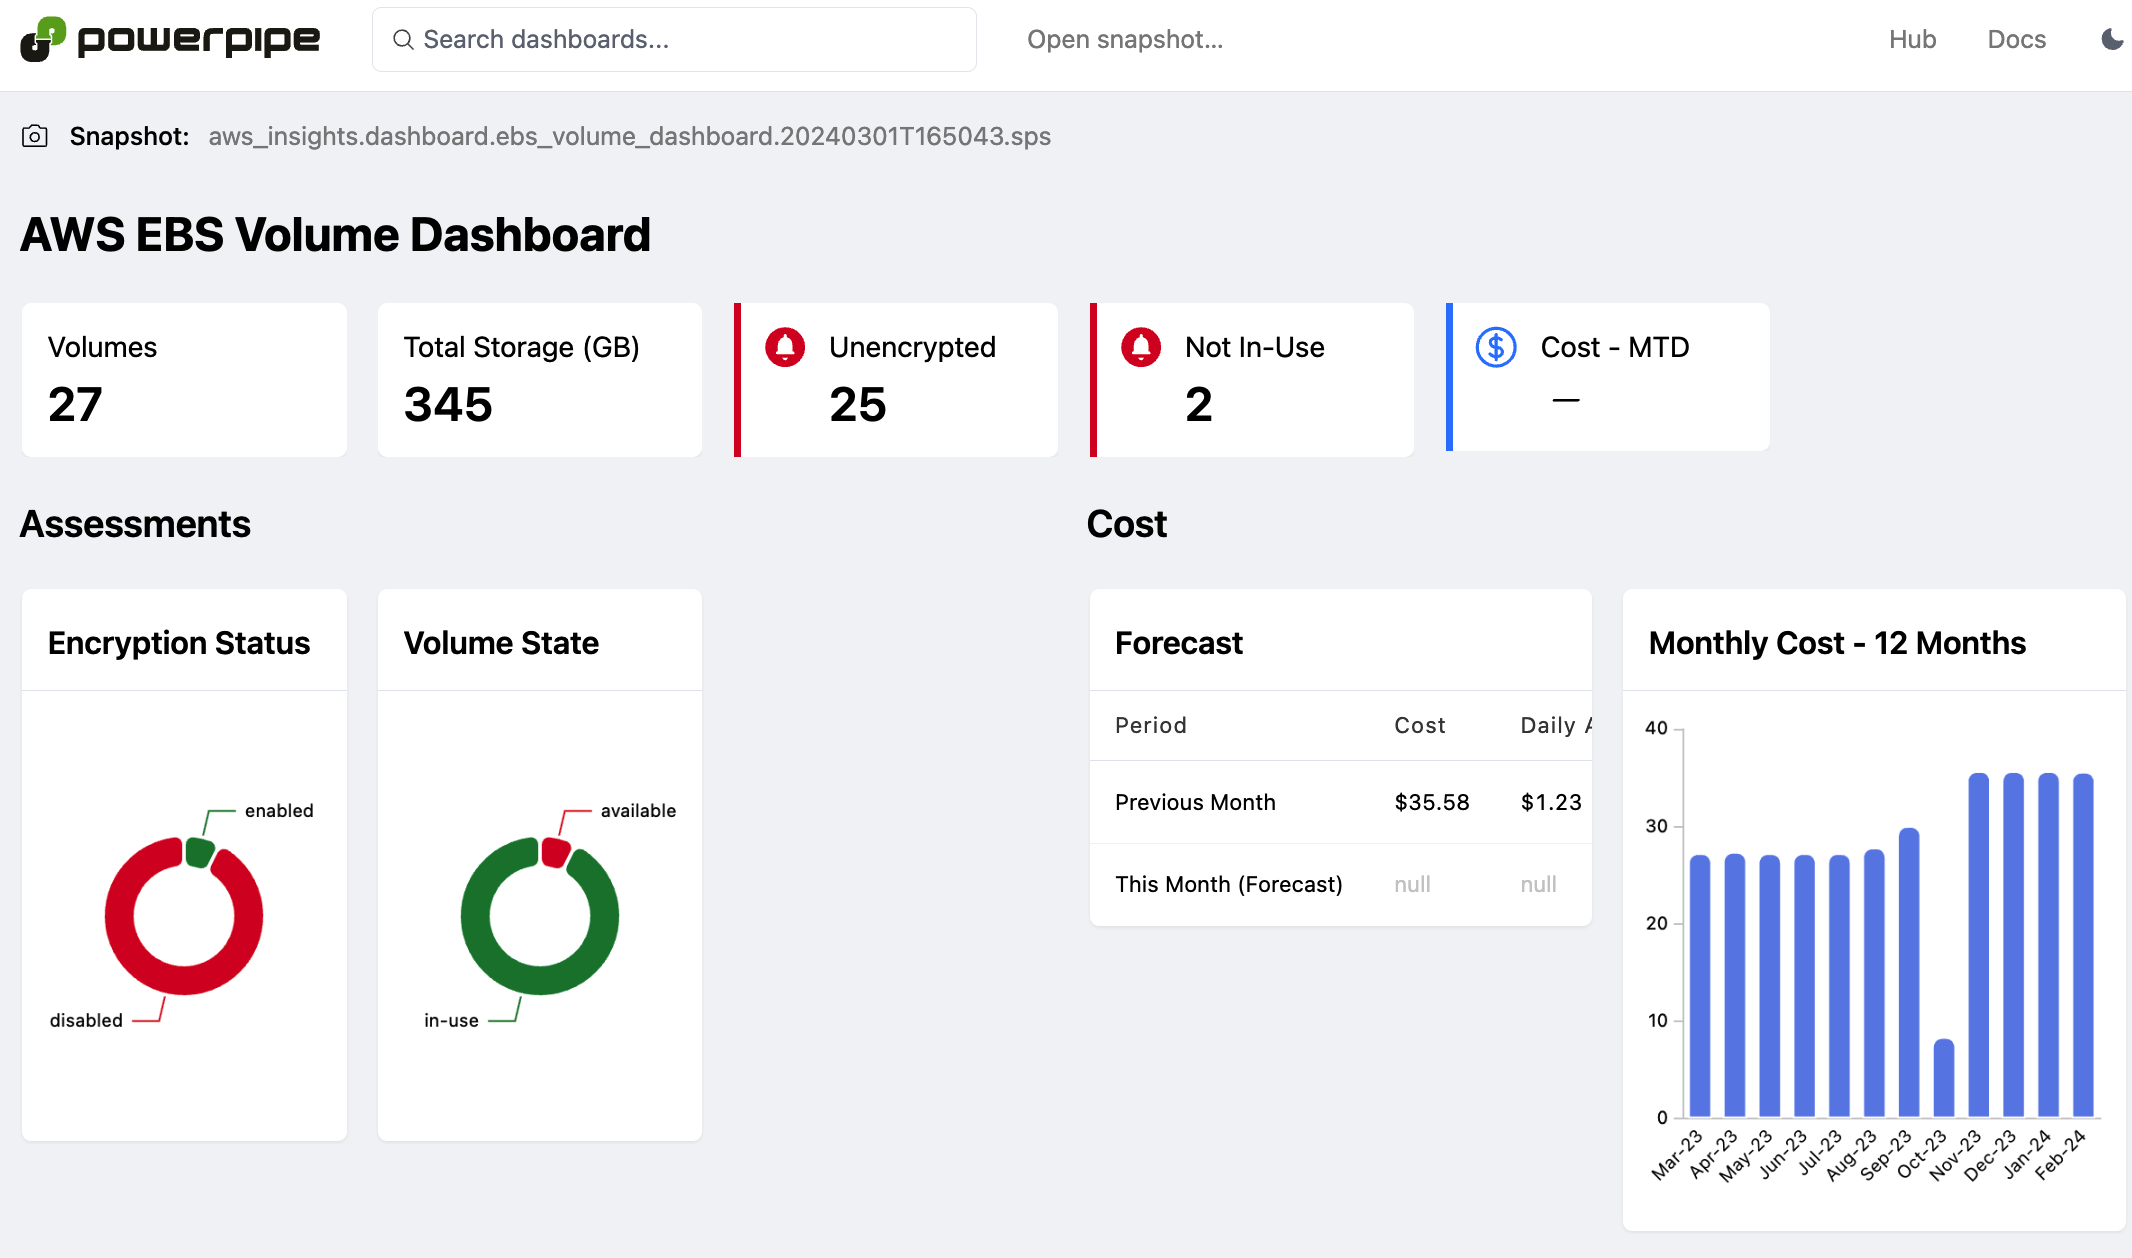 powerpipe
Search dashboards...
Open snapshot...
Hub
Docs
Snapshot: aws_insights.dashboard.ebs_volume_dashboard.20240301T165043.sps
AWS EBS Volume Dashboard
Volumes
27
Total Storage (GB)
345
Unencrypted
25
Not In-Use
2
$
Cost - MTD
—
Assessments
Encryption Status
enabled
disabled
Volume State
available
in-use
Cost
Forecast
Period Cost Daily
Previous Month $35.58 $1.23
This Month (Forecast) null null
Monthly Cost - 12 Months
40
30
20
10
0
Mar-23 Apr-23 May-23 Jun-23 Jul-23 Aug-23 Sep-23 Oct-23 Nov-23 Dec-23 Jan-24 Feb-24